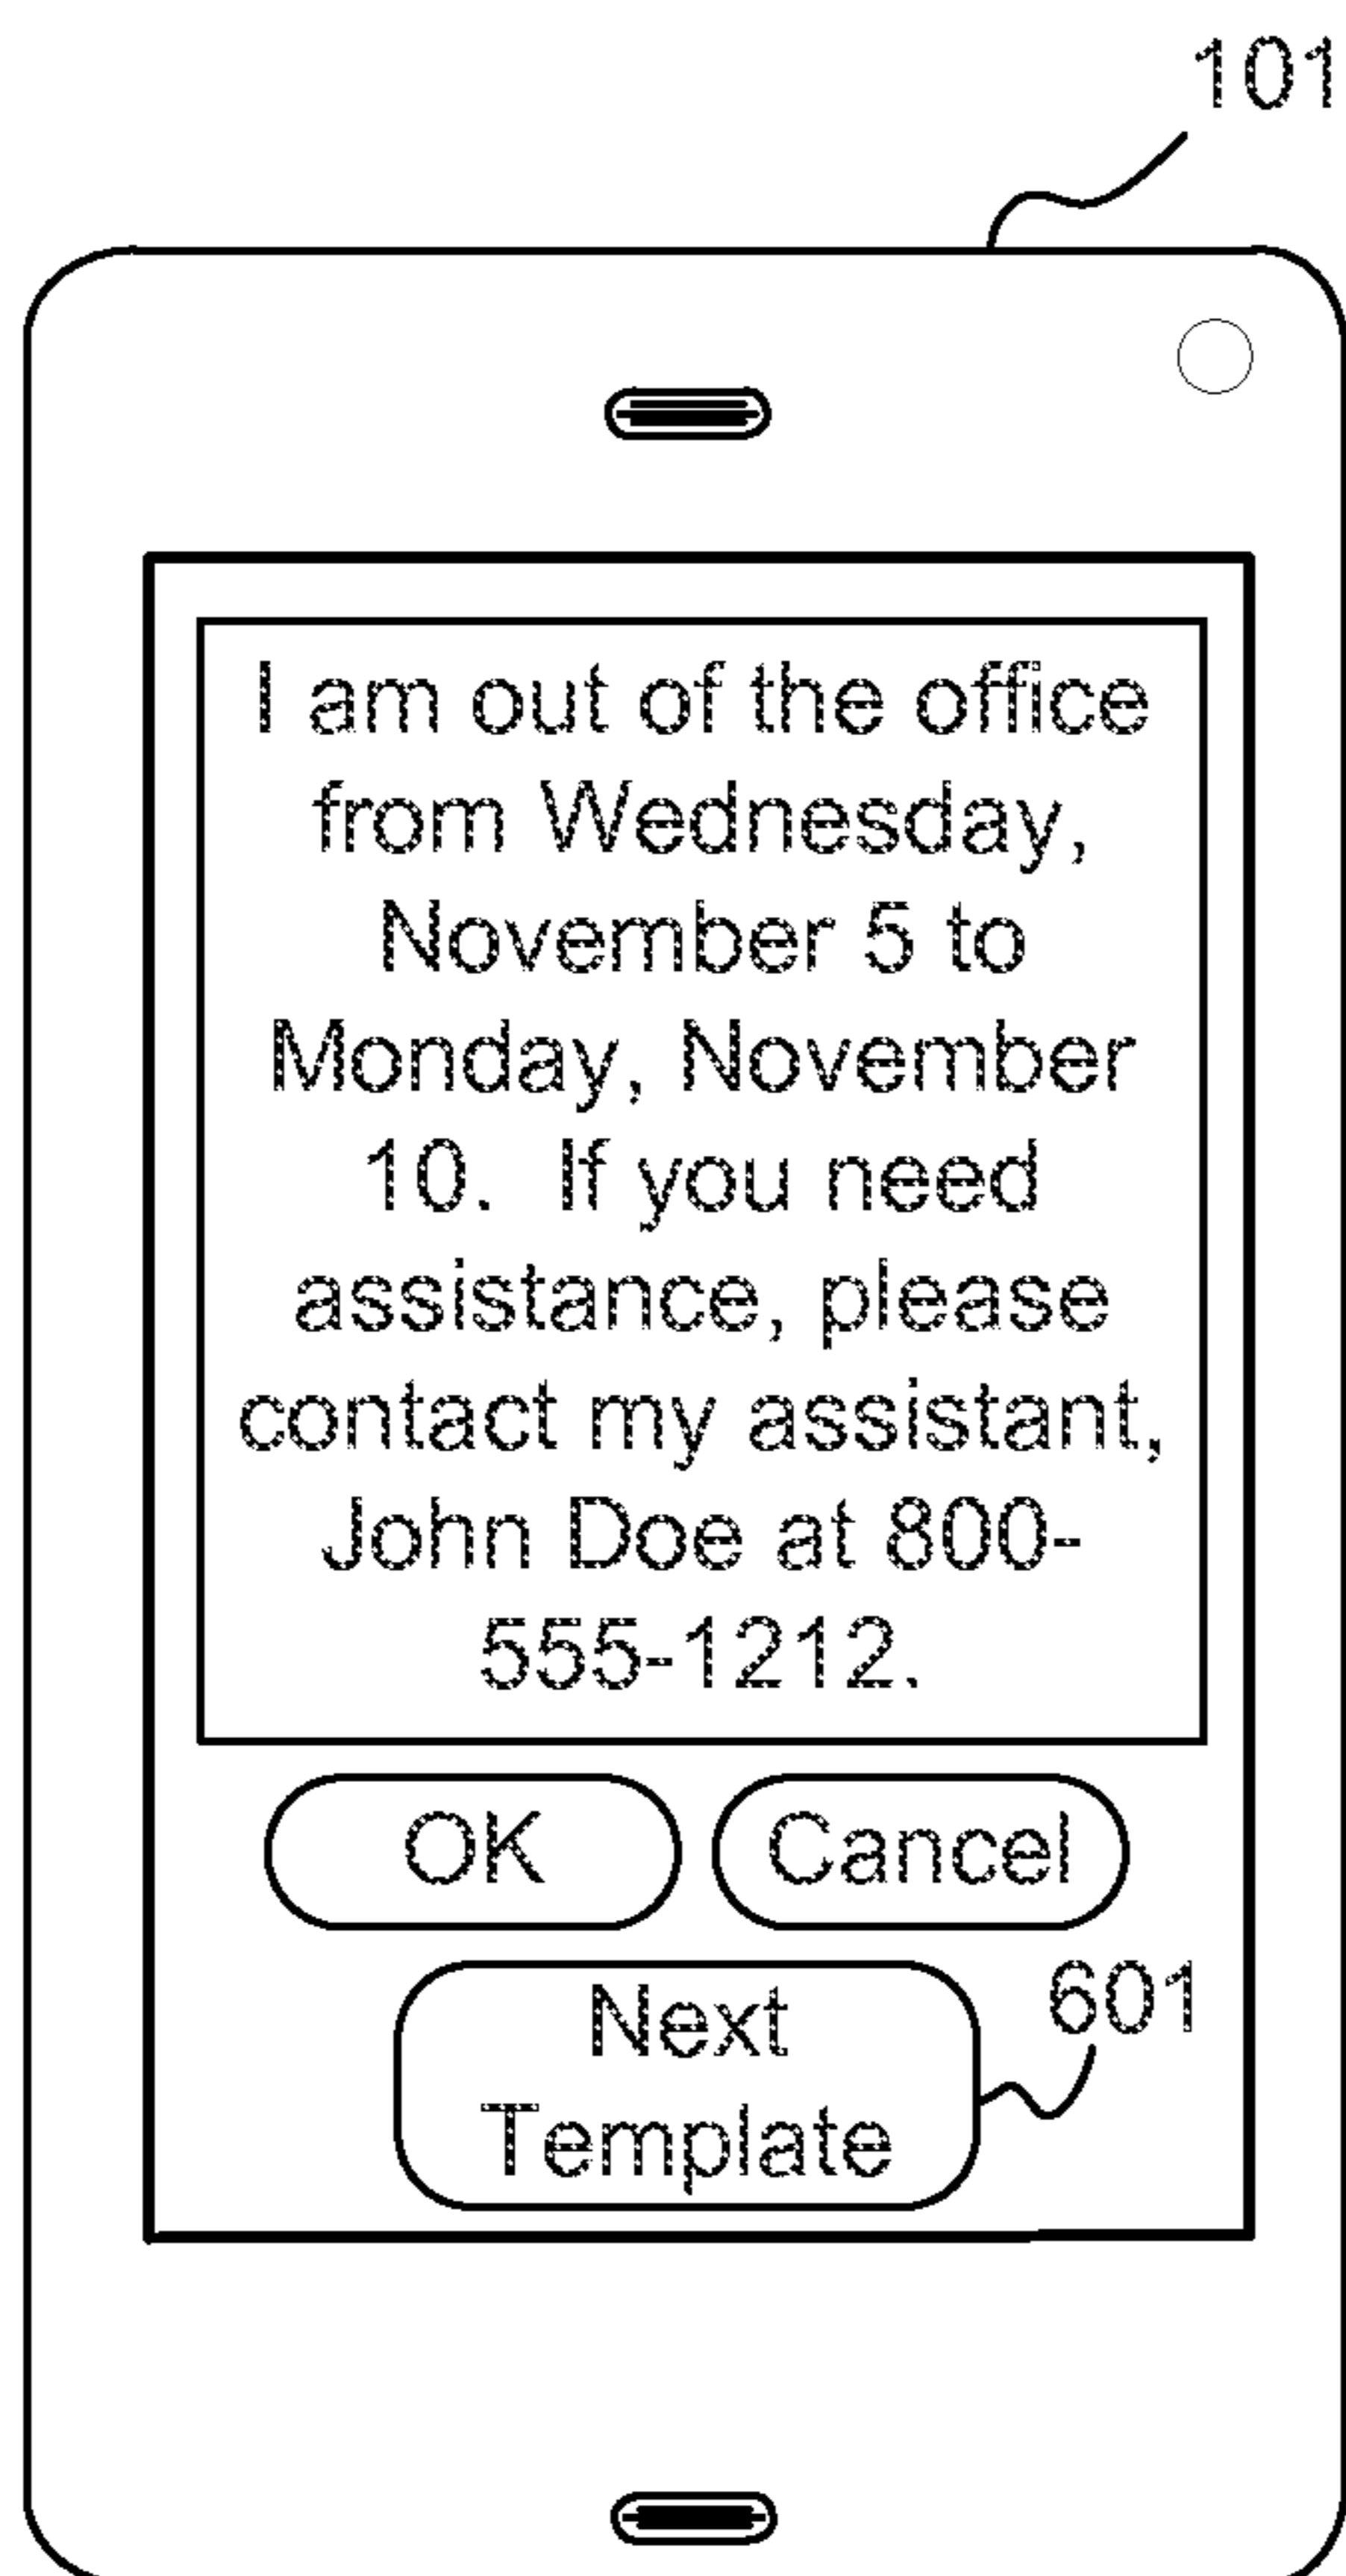 101
I am out of the office
from Wednesday,
November 5 to
Monday, November
10.  If you need
assistance, please
contact my assistant,
John Doe at 800-
555-1212.
OK
Cancel
Next
Template
601